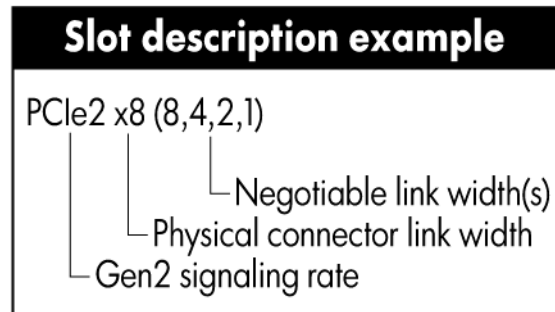 Slot description example
PCIe2 x8 (8,4,2,1)
Negotiable link width(s)
Physical connector link width
Gen2 signaling rate